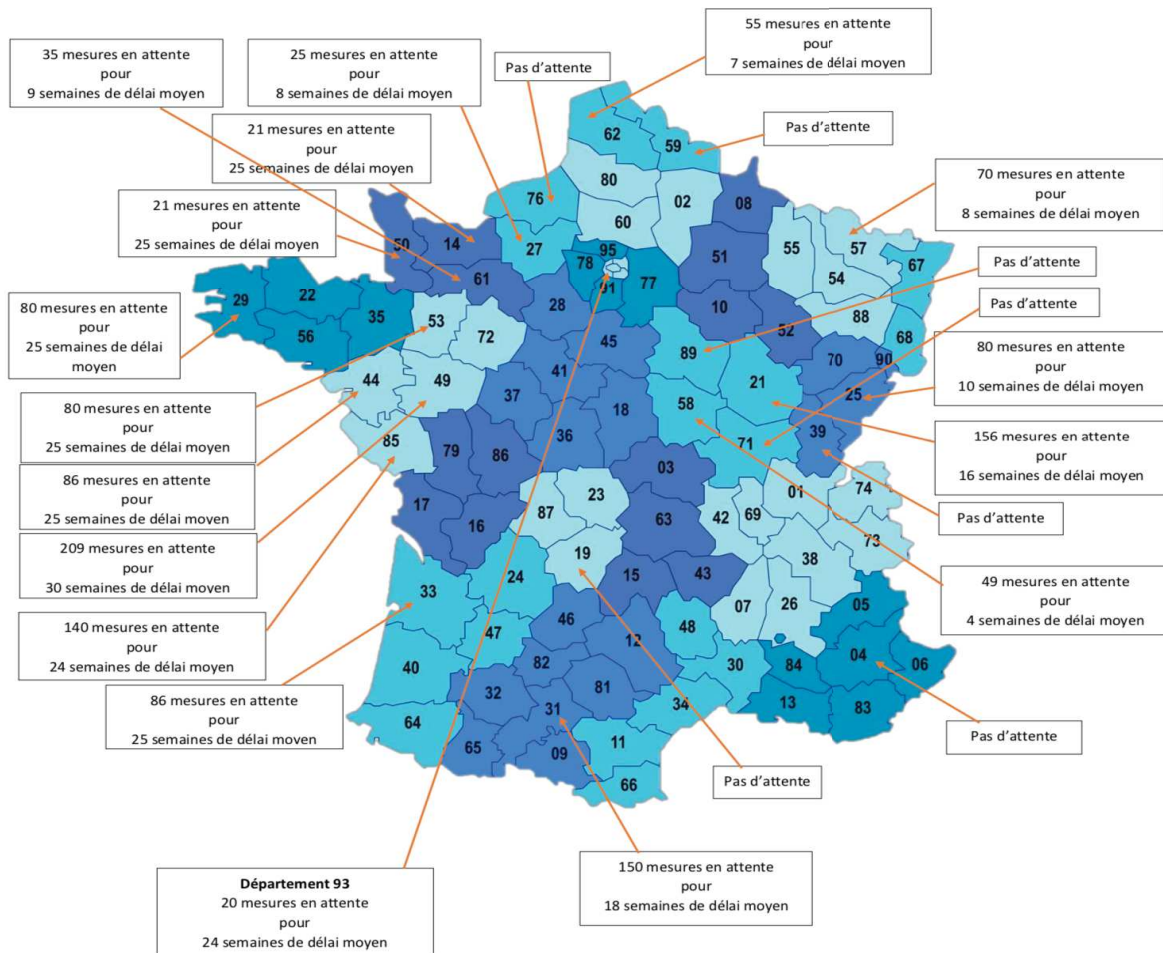 35 mesures en attente
pour
9 semaines de délai moyen
25 mesures en attente
pour
8 semaines de délai moyen
Pas d'attente
55 mesures en attente
pour
7 semaines de délai moyen
21 mesures en attente
pour
25 semaines de délai moyen
Pas d'attente
21 mesures en attente
pour
25 semaines de délai moyen
70 mesures en attente
pour
8 semaines de délai moyen
Pas d'attente
80 mesures en attente
pour
25 semaines de délai
moyen
Pas d'attente
80 mesures en attente
pour
10 semaines de délai moyen
80 mesures en attente
pour
25 semaines de délai moyen
156 mesures en attente
pour
16 semaines de délai moyen
86 mesures en attente
pour
25 semaines de délai moyen
Pas d'attente
209 mesures en attente
pour
30 semaines de délai moyen
49 mesures en attente
pour
4 semaines de délai moyen
140 mesures en attente
pour
24 semaines de délai moyen
86 mesures en attente
pour
25 semaines de délai moyen
Pas d'attente
Pas d'attente
150 mesures en attente
pour
18 semaines de délai moyen
Département 93
20 mesures en attente
pour
24 semaines de délai moyen
62
59
80
76
02
08
60
27
95
50
14
61
78
91
77
51
55
57
54
67
88
68
10
52
29
22
56
35
53
72
28
45
89
70
90
25
44
49
37
41
18
58
21
39
85
79
86
36
71
03
17
16
87
23
63
42
69
01
74
73
19
38
33
24
15
43
07
26
05
47
46
12
48
40
82
30
84
04
06
32
81
64
31
34
13
83
65
09
11
66